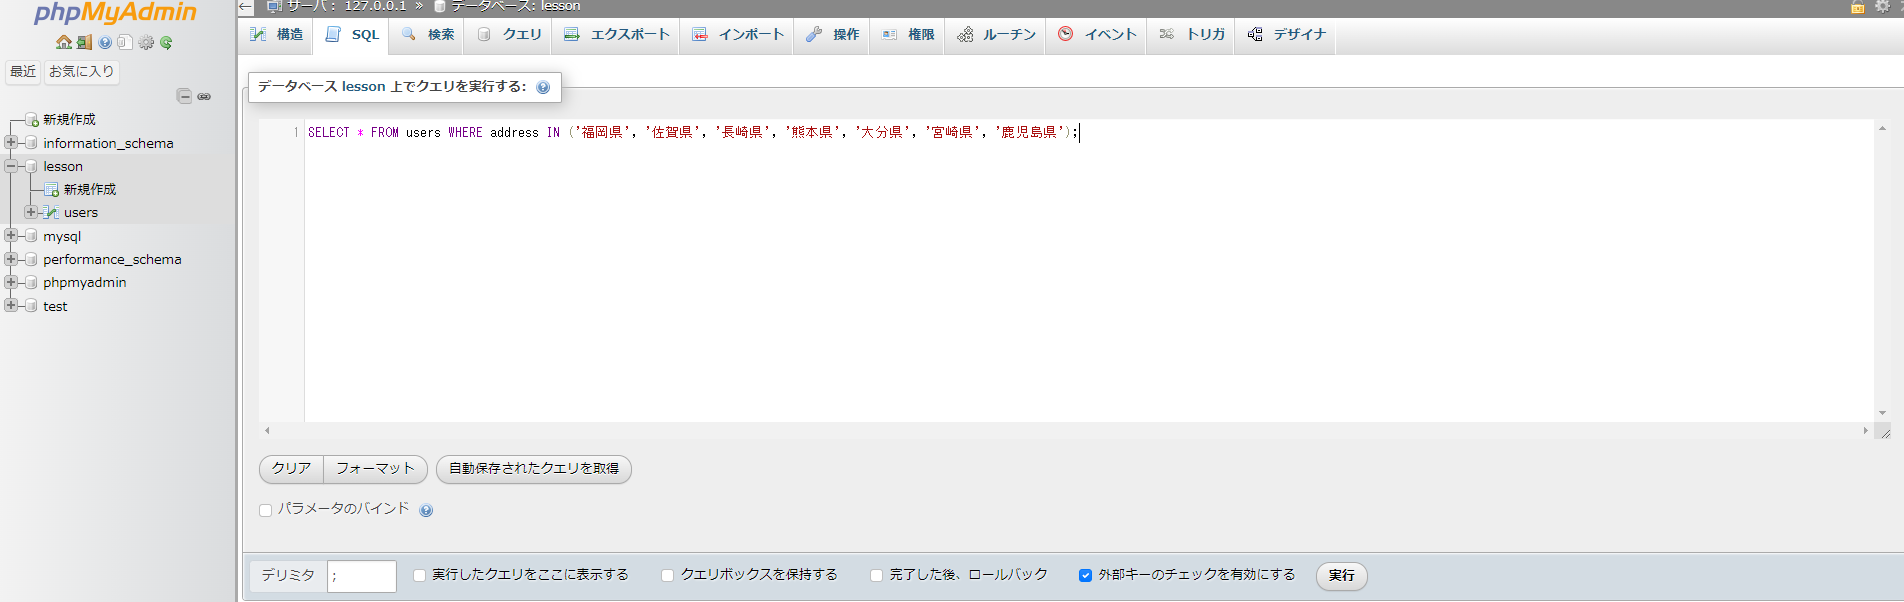 phpMyAdmin
最近 お気に入り
新規作成
information_schema
lesson
新規作成
users
mysql
performance_schema
phpmyadmin
test
サーバ: 127.0.0.1 » データベース: lesson
構造 SQL 検索 クエリ エクスポート インポート 操作 権限 ルーチン イベント トリガ デザイナ
データベース lesson 上でクエリを実行する:
1 SELECT * FROM users WHERE address IN ('福岡県', '佐賀県', '長崎県', '熊本県', '大分県', '宮崎県', '鹿児島県');
クリア フォーマット 自動保存されたクエリを取得
パラメータのバインド
デリミタ ; 実行したクエリをここに表示する クエリボックスを保持する 完了した後、ロールバック 外部キーのチェックを有効にする 実行